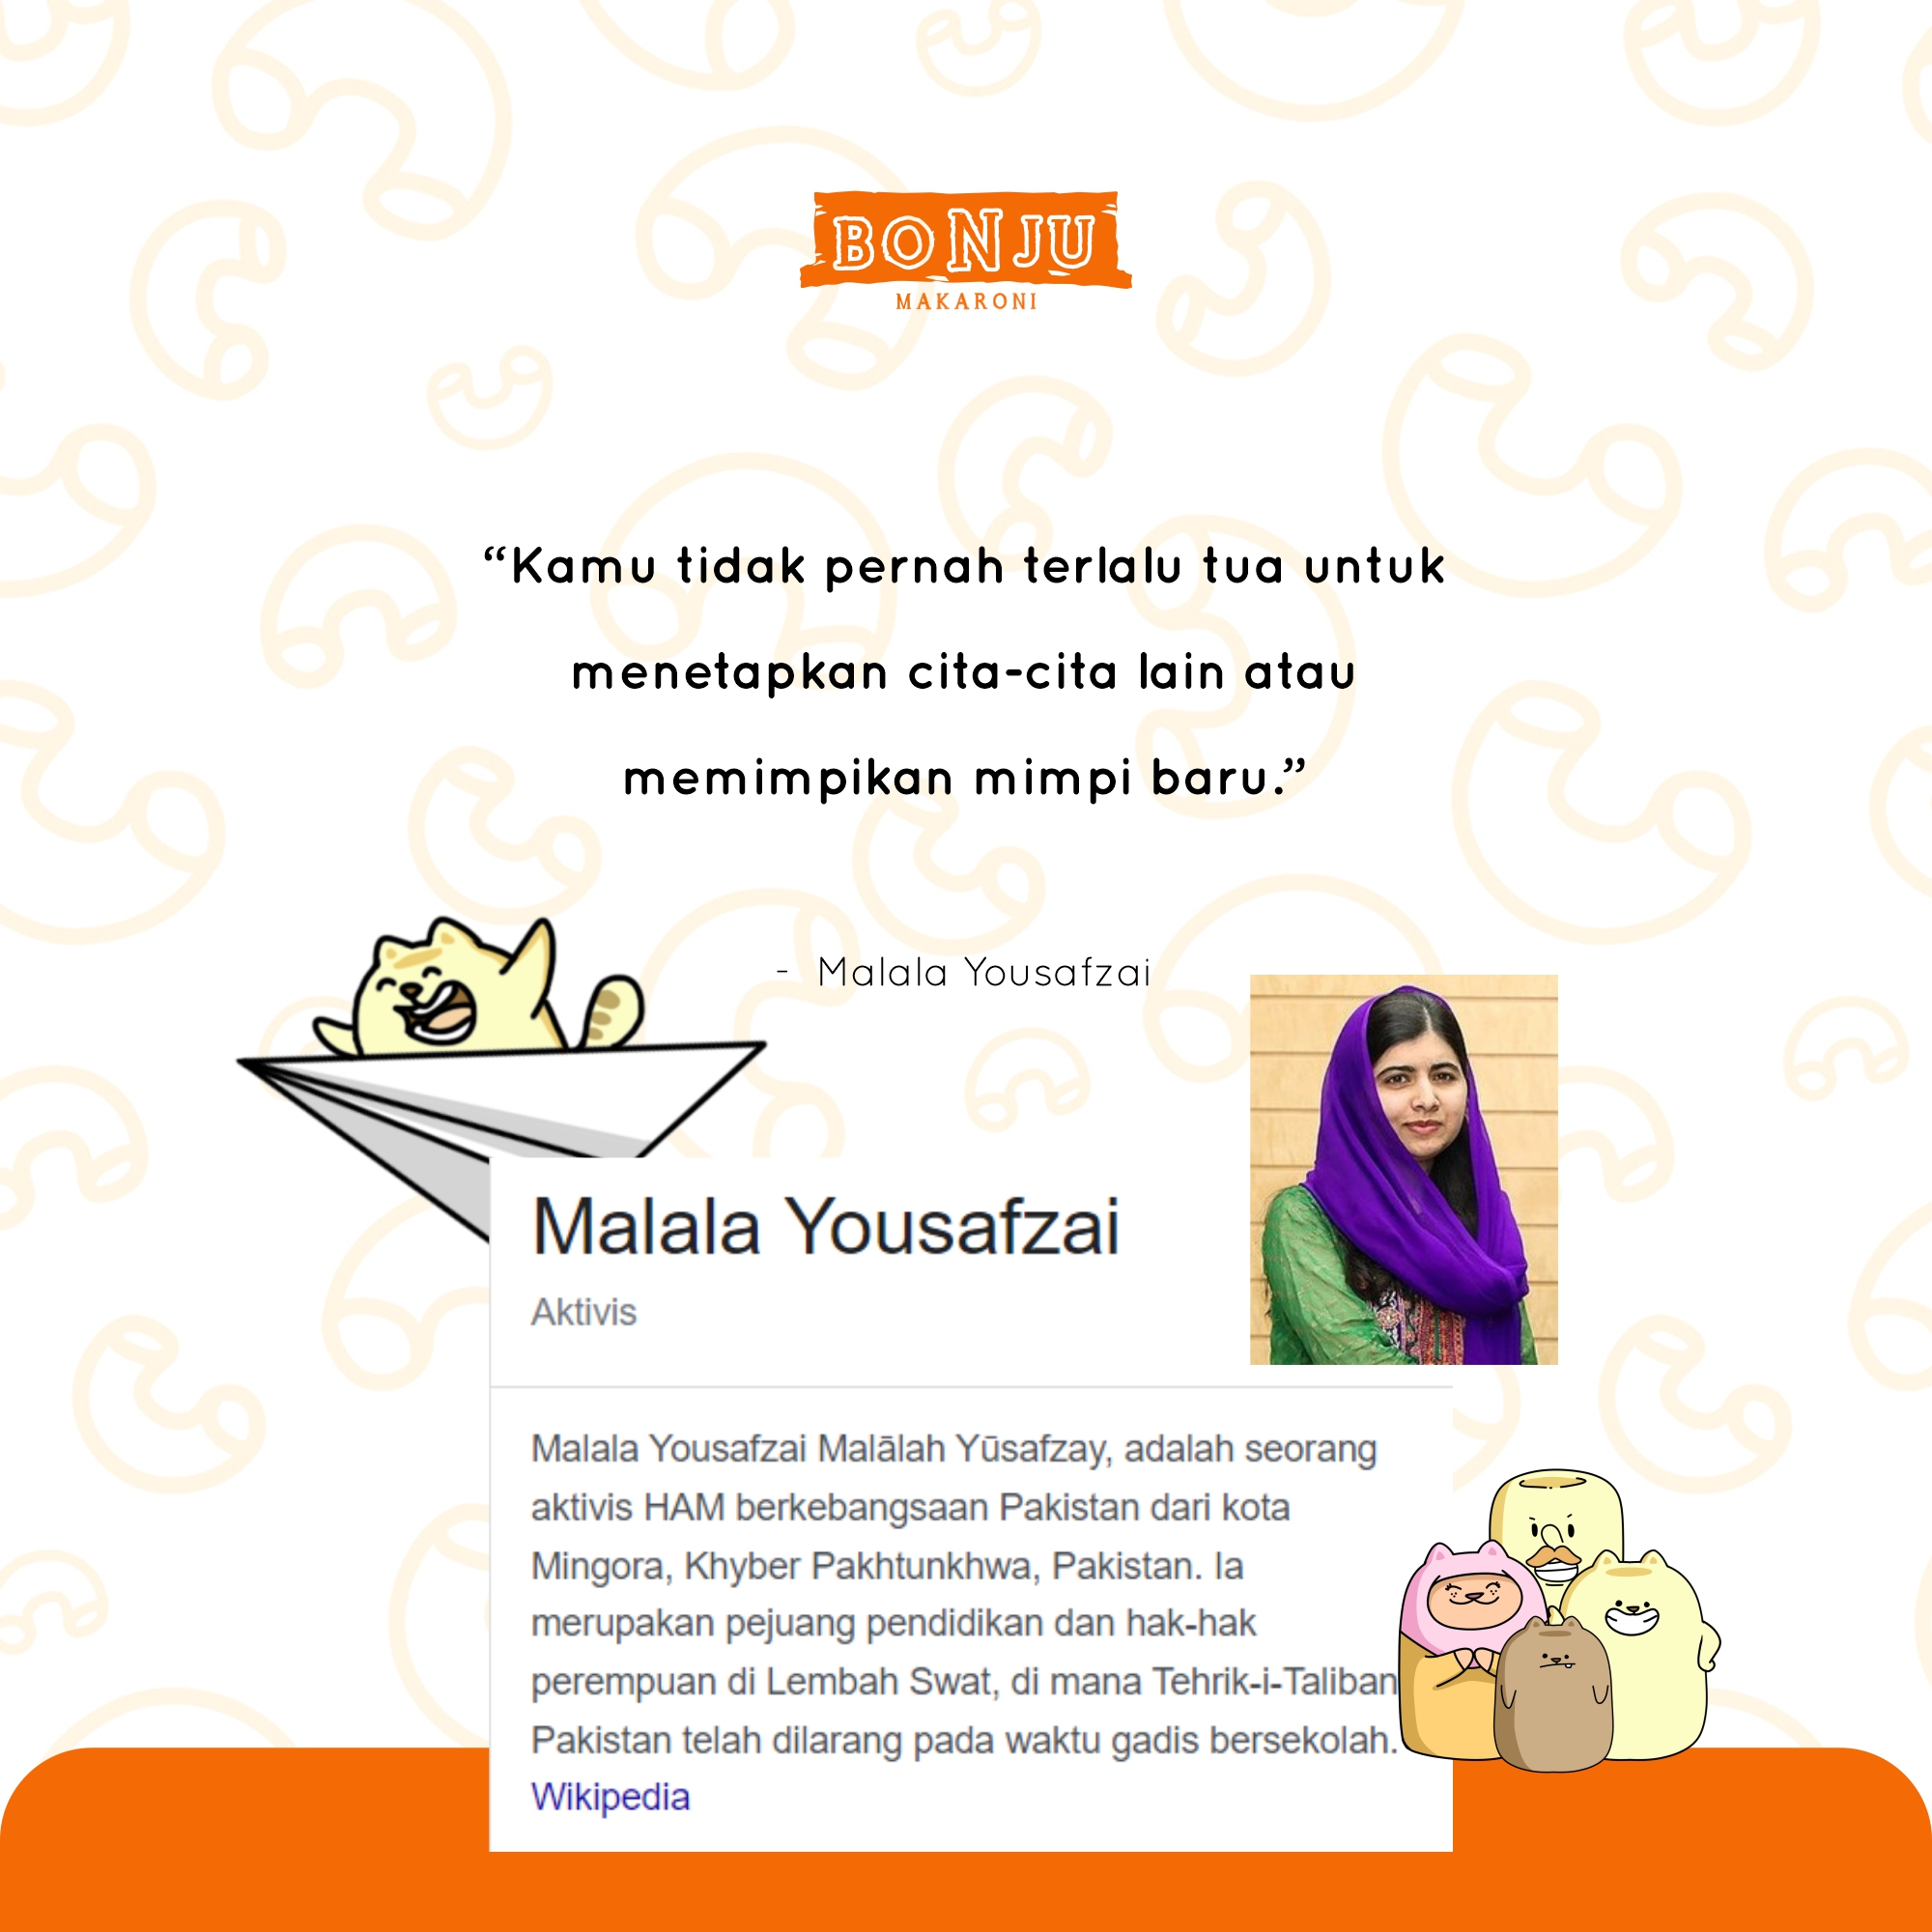 BONJU
MAKARONI
“Kamu tidak pernah terlalu tua untuk
menetapkan cita-cita lain atau
memimpikan mimpi baru.”
- Malala Yousafzai
Malala Yousafzai
Aktivis
Malala Yousafzai Malālah Yūsafzay, adalah seorang
aktivis HAM berkebangsaan Pakistan dari kota
Mingora, Khyber Pakhtunkhwa, Pakistan. Ia
merupakan pejuang pendidikan dan hak-hak
perempuan di Lembah Swat, di mana Tehrik-i-Taliban
Pakistan telah dilarang pada waktu gadis bersekolah.
Wikipedia